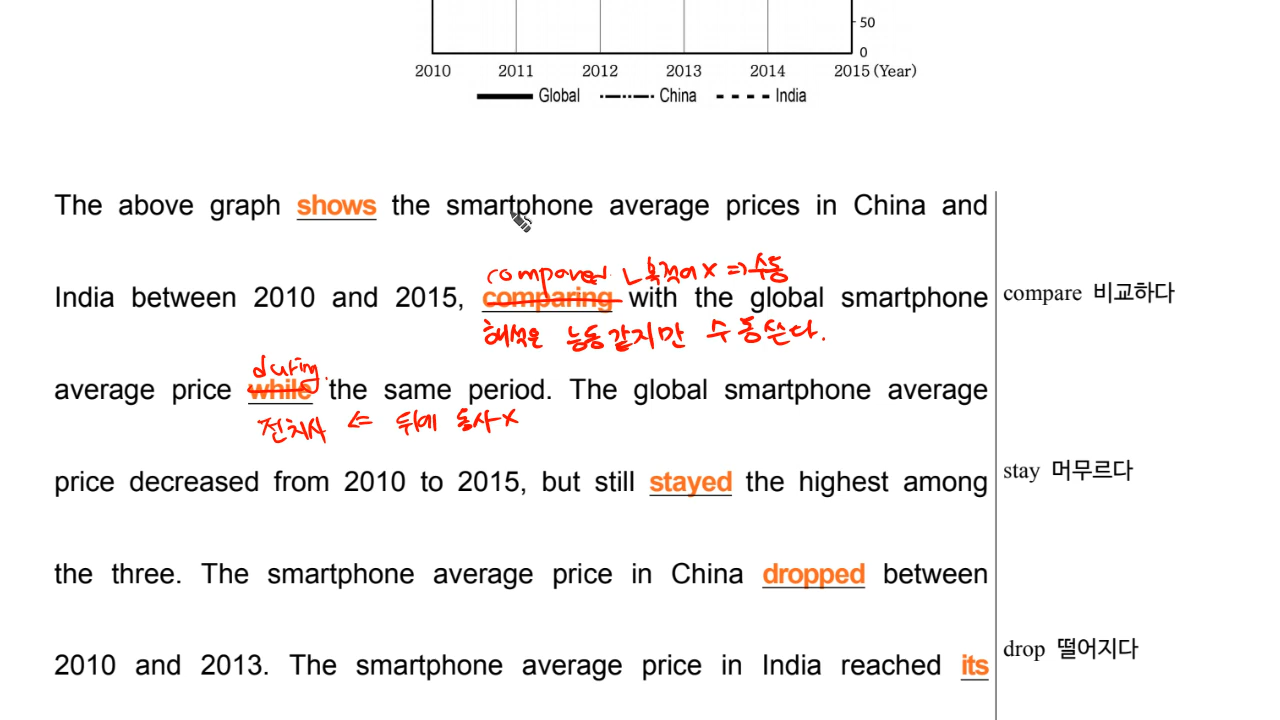 50
0
2010 2011 2012 2013 2014 2015 (Year)
Global China India
The above graph shows the smartphone average prices in China and
compared ㄴ목적어 X => 수동
India between 2010 and 2015, comparing with the global smartphone
compare 비교하다
해석은 능동같지만 수동쓴다.
during
average price while the same period. The global smartphone average
전치사 <= 뒤에 동사 X
price decreased from 2010 to 2015, but still stayed the highest among
stay 머무르다
the three. The smartphone average price in China dropped between
2010 and 2013. The smartphone average price in India reached its
drop 떨어지다